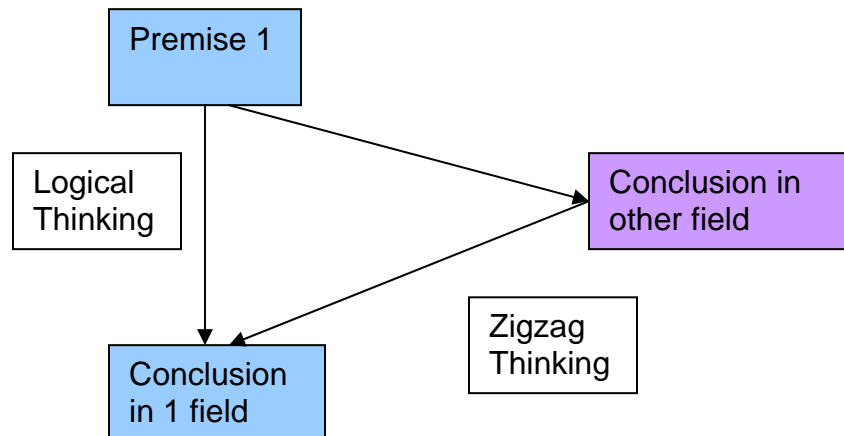 Premise 1
Logical
Thinking
Conclusion in
other field
Zigzag
Thinking
Conclusion
in 1 field